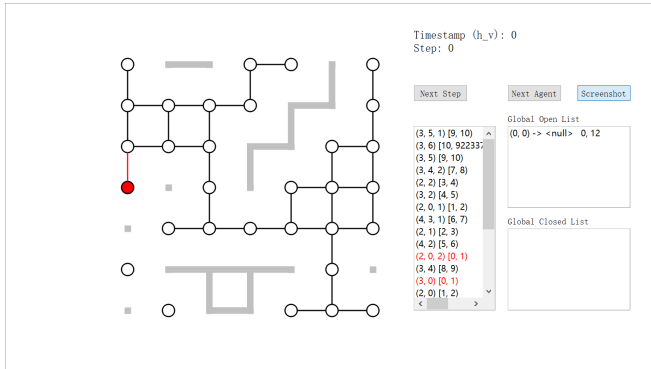 Timestamp (h_v): 0
Step: 0
Next Step
Next Agent
Screenshot
Global Open List
(0, 0) -> <null> 0, 12
(3, 5, 1) [9, 10)
(3, 6) [10, 922337
(3, 5) [9, 10)
(3, 4, 2) [7, 8)
(2, 2) [3, 4)
(3, 2) [4, 5)
(2, 0, 1) [1, 2)
(4, 3, 1) [6, 7)
(2, 1) [2, 3)
(4, 2) [5, 6)
(2, 0, 2) [0, 1)
(3, 4) [8, 9)
(3, 0) [0, 1)
(2, 0) [1, 2)
Global Closed List